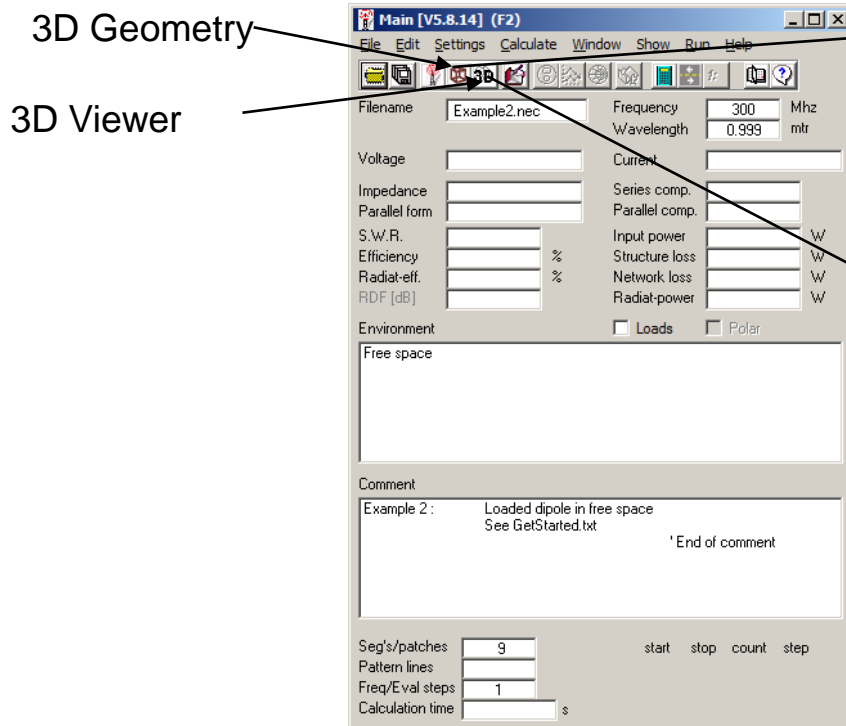 3D Geometry
3D Viewer
Main [V5.8.14] (F2)
File Edit Settings Calculate Window Show Run Help
3D
Filename Example2.nec Frequency 300 Mhz
Wavelength 0.999 mtr
Voltage Current
Impedance Series comp.
Parallel form Parallel comp.
S.W.R. Input power W
Efficiency % Structure loss W
Radiat-eff. % Network loss W
RDF [dB] Radiat-power W
Environment Loads Polar
Free space
Comment
Example 2 : Loaded dipole in free space
See GetStarted.txt
' End of comment
Seg's/patches 9 start stop count step
Pattern lines
Freq/Eval steps 1
Calculation time s